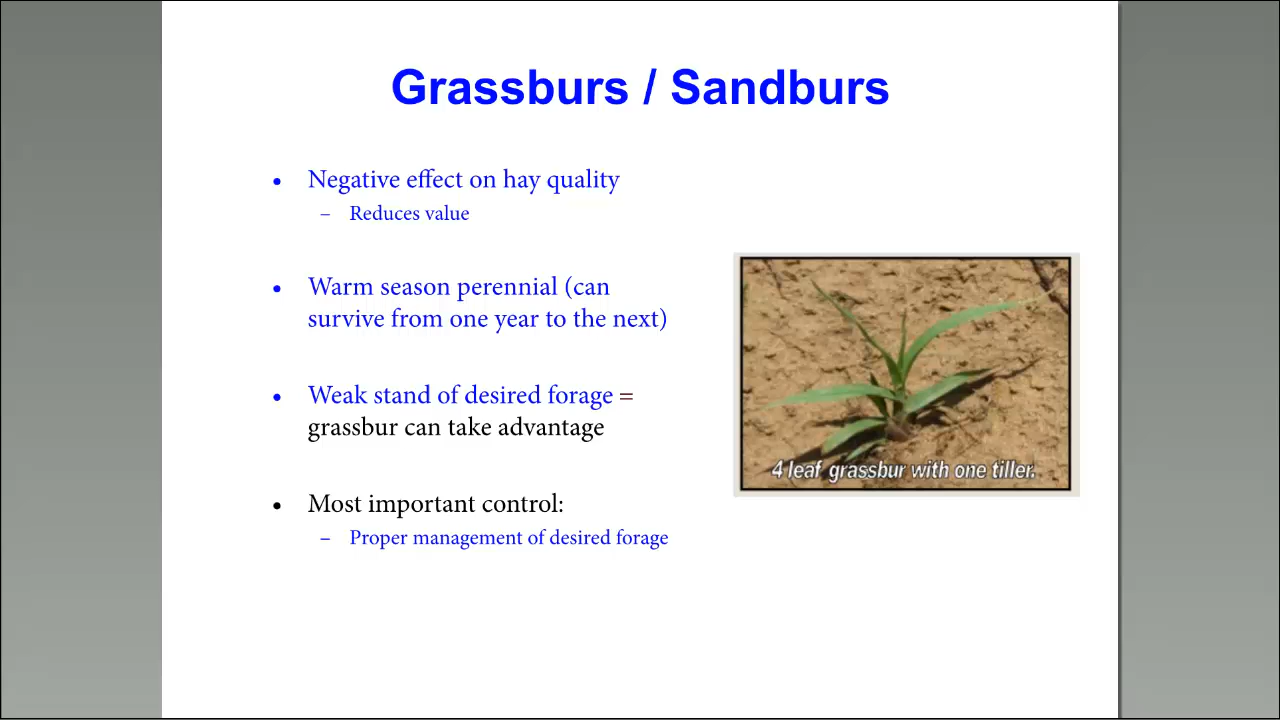 Grassburs / Sandburs
• Negative effect on hay quality
– Reduces value
• Warm season perennial (can
survive from one year to the next)
• Weak stand of desired forage =
grassbur can take advantage
• Most important control:
– Proper management of desired forage
4 leaf grassbur with one tiller.